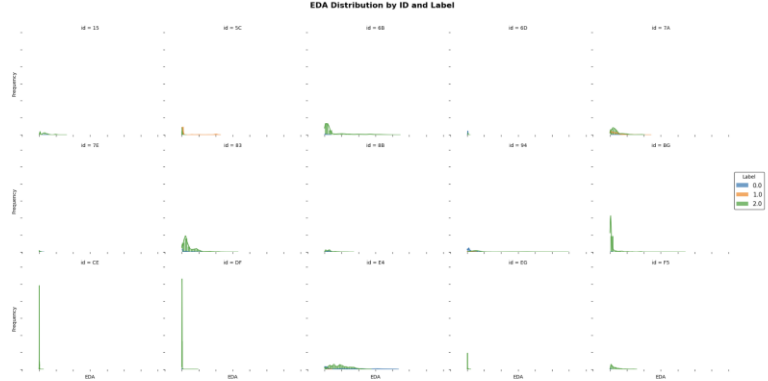 EDA Distribution by ID and Label
id = 15
id = 5C
id = 6B
id = 6D
id = 7A
Frequency
id = 7E
id = 83
id = 8B
id = 94
id = BG
Frequency
Label
0.0
1.0
2.0
id = CE
id = DF
id = E4
id = EG
id = F5
Frequency
EDA
EDA
EDA
EDA
EDA